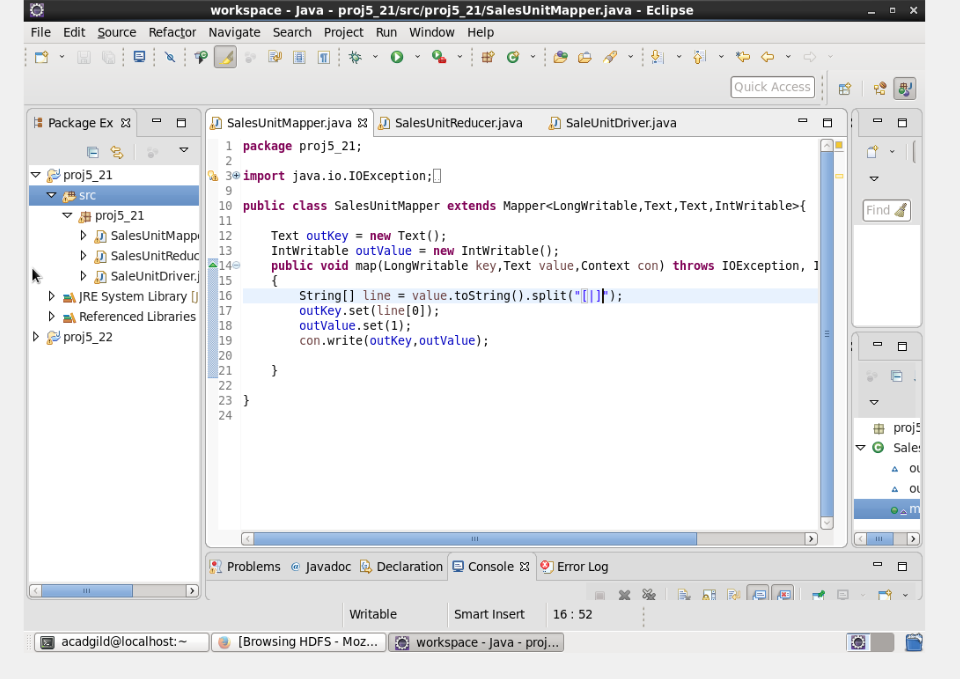 workspace - Java - proj5_21/src/proj5_21/SalesUnitMapper.java - Eclipse
File Edit Source Refactor Navigate Search Project Run Window Help
Quick Access
Package Ex
proj5_21
src
proj5_21
SalesUnitMapp
SalesUnitReduc
SaleUnitDriver.j
JRE System Library [j
Referenced Libraries
proj5_22
SalesUnitMapper.java SalesUnitReducer.java SaleUnitDriver.java
1 package proj5_21;
2
3 import java.io.IOException;
9
10 public class SalesUnitMapper extends Mapper<LongWritable,Text,Text,IntWritable>{
11
12 Text outKey = new Text();
13 IntWritable outValue = new IntWritable();
14 public void map(LongWritable key,Text value,Context con) throws IOException, I
15 {
16 String[] line = value.toString().split("[|]");
17 outKey.set(line[0]);
18 outValue.set(1);
19 con.write(outKey,outValue);
20
21 }
22
23 }
24
Find
proj5
Sales
ou
ou
m
Problems @ Javadoc Declaration Console Error Log
Writable Smart Insert 16 : 52
acadgild@localhost:~ [Browsing HDFS - Moz... workspace - Java - proj...